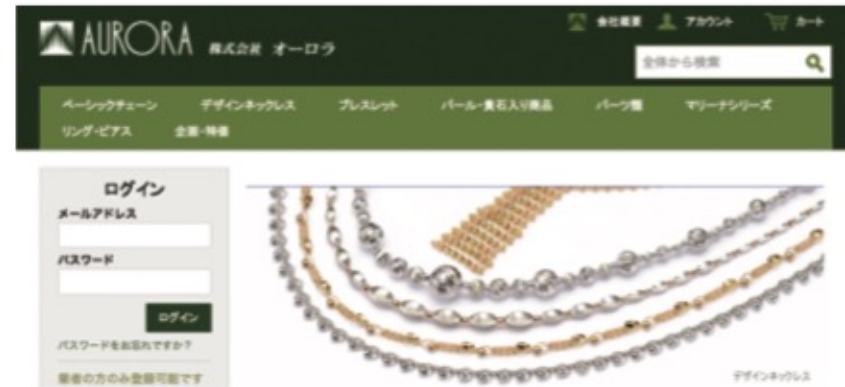 会社概要 アカウント カート
AURORA 株式会社 オーロラ
全体から検索
ベーシックチェーン デザインネックレス ブレスレット パール・貴石入り商品 パーツ類 マリーナシリーズ
リング・ピアス 企画・特価
ログイン
メールアドレス
パスワード
ログイン
パスワードをお忘れですか？
業者の方のみ登録可能です
デザインネックレス